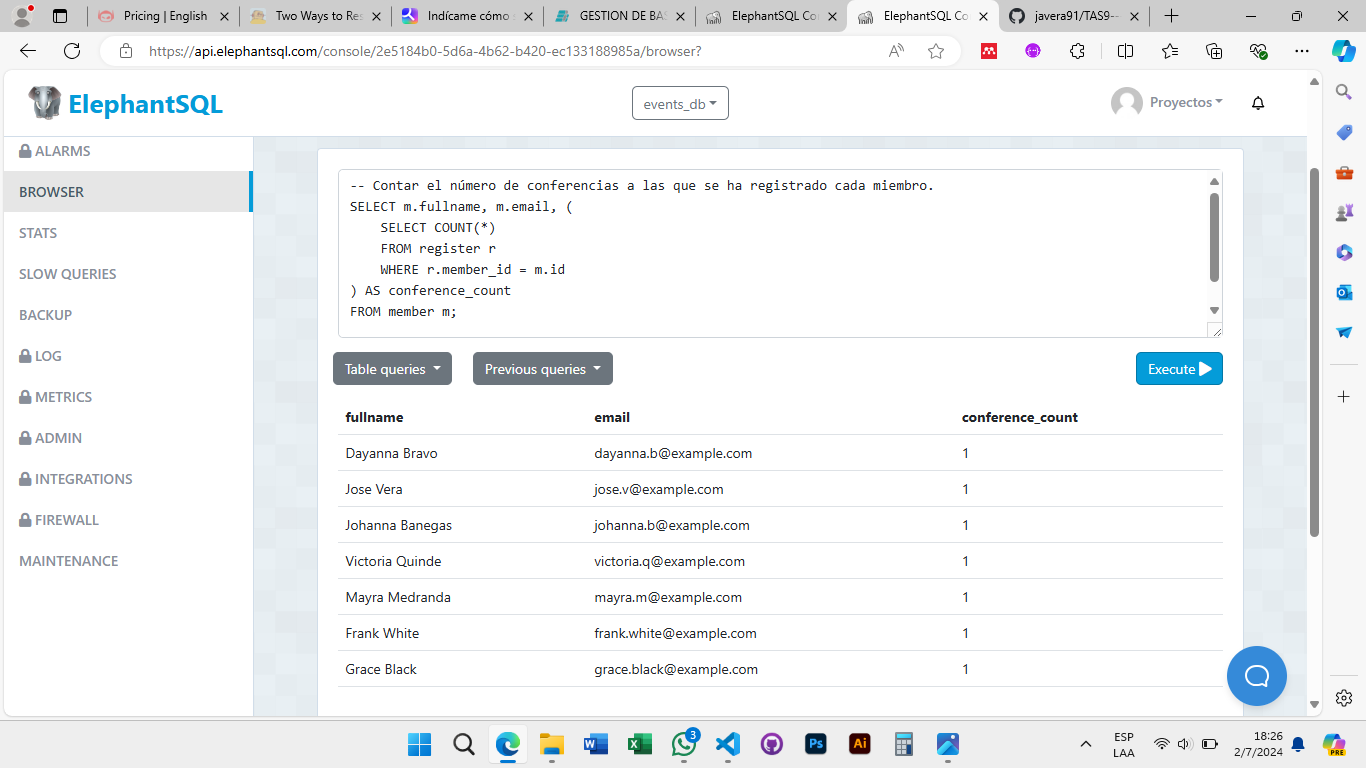 Pricing | English
Two Ways to Res
Indícame cómo s
GESTION DE BAS
ElephantSQL Con
ElephantSQL Co
javera91/TAS9--
https://api.elephantsql.com/console/2e5184b0-5d6a-4b62-b420-ec133188985a/browser?
ElephantSQL
events_db
Proyectos
ALARMS
BROWSER
STATS
SLOW QUERIES
BACKUP
LOG
METRICS
ADMIN
INTEGRATIONS
FIREWALL
MAINTENANCE
-- Contar el número de conferencias a las que se ha registrado cada miembro.
SELECT m.fullname, m.email, (
SELECT COUNT(*)
FROM register r
WHERE r.member_id = m.id
) AS conference_count
FROM member m;
Table queries
Previous queries
Execute
fullname email conference_count
Dayanna Bravo dayanna.b@example.com 1
Jose Vera jose.v@example.com 1
Johanna Banegas johanna.b@example.com 1
Victoria Quinde victoria.q@example.com 1
Mayra Medranda mayra.m@example.com 1
Frank White frank.white@example.com 1
Grace Black grace.black@example.com 1
3
Ps
Ai
ESP
LAA
18:26
2/7/2024
PRE